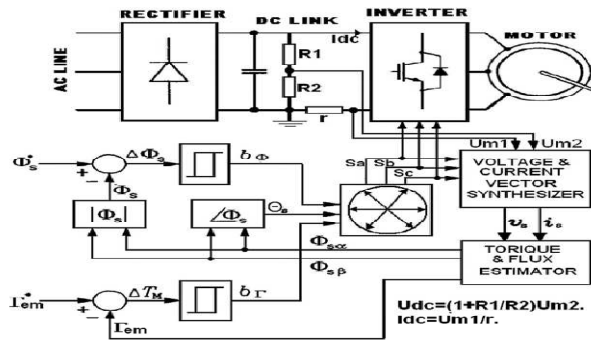 RECTIFIER
DC LINK
INVERTER
MOTOR
AC LINE
Idc
R1
R2
r
Um1
Um2
Φs*
ΔΦs
bΦ
Sa
Sb
Sc
VOLTAGE &
CURRENT
VECTOR
SYNTHESIZER
+
−
Φs
|Φs|
∠Φs
Θs
Φsα
Φsβ
vs
is
TORIQUE
&
FLUX
ESTIMATOR
Γem*
ΔTM
bΓ
+
−
Γem
Udc=(1+R1/R2)Um2.
Idc=Um1/r.